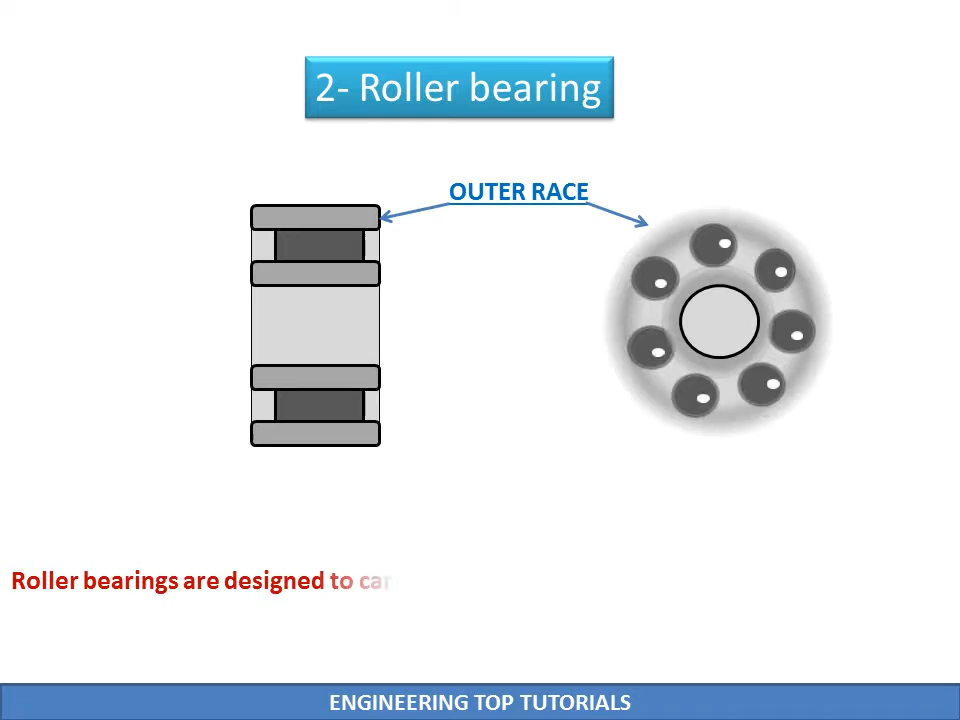 2- Roller bearing
OUTER RACE
Roller bearings are designed to
ENGINEERING TOP TUTORIALS